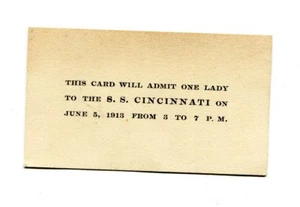 THIS CARD WILL ADMIT ONE LADY
TO THE S. S. CINCINNATI ON
JUNE 5, 1913 FROM 3 TO 7 P. M.